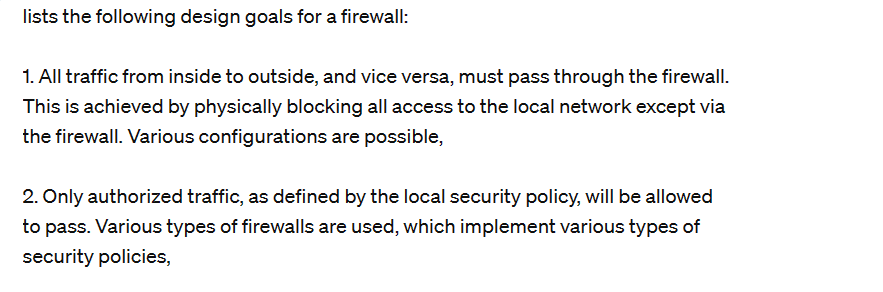 lists the following design goals for a firewall:
1. All traffic from inside to outside, and vice versa, must pass through the firewall.
This is achieved by physically blocking all access to the local network except via
the firewall. Various configurations are possible,
2. Only authorized traffic, as defined by the local security policy, will be allowed
to pass. Various types of firewalls are used, which implement various types of
security policies,